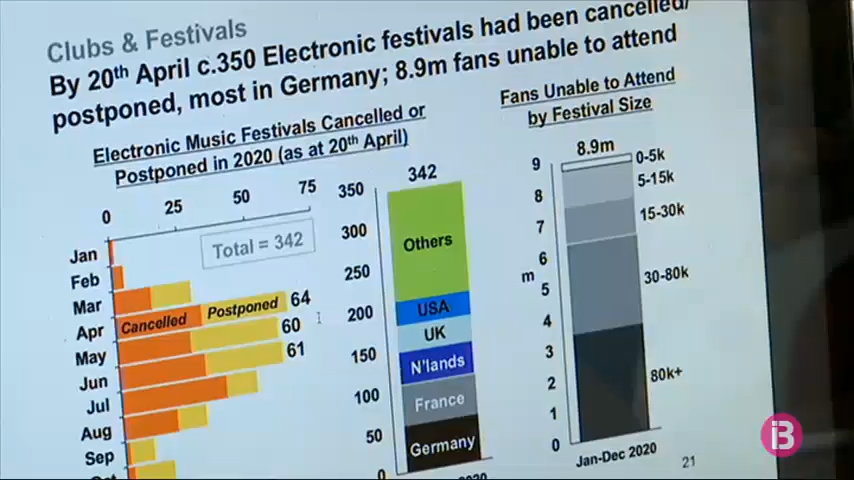 Clubs & Festivals
By 20th April c.350 Electronic festivals had been cancelled/
postponed, most in Germany; 8.9m fans unable to attend
Electronic Music Festivals Cancelled or
Postponed in 2020 (as at 20th April)
0 25 50 75
Total = 342
Jan
Feb
Mar
Apr Cancelled Postponed 64
May 60
Jun 61
Jul
Aug
Sep
342
350
300
250
200
150
100
50
0
Others
USA
UK
N'lands
France
Germany
Fans Unable to Attend
by Festival Size
8.9m
9
8
7
6
m
5
4
3
2
1
0
0-5k
5-15k
15-30k
30-80k
80k+
Jan-Dec 2020
21
iB